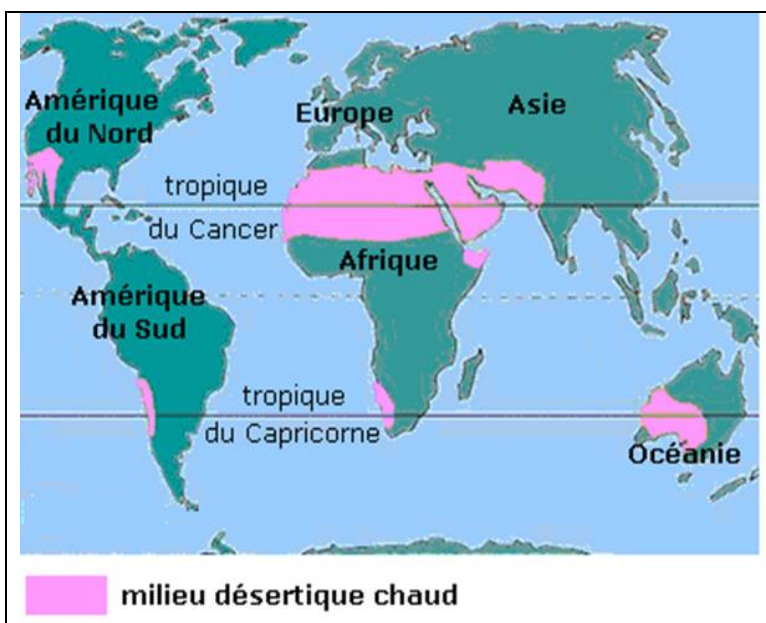 Amérique
du Nord
Europe
Asie
tropique
du Cancer
Afrique
Amérique
du Sud
tropique
du Capricorne
Océanie
milieu désertique chaud